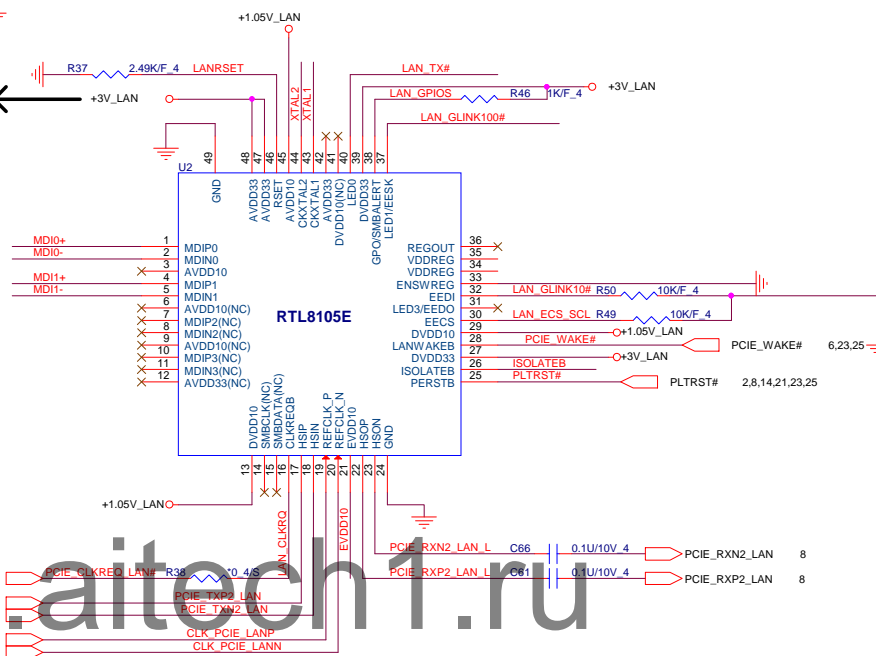 +1.05V_LAN
R37 2.49K/F_4 LANRSET
LAN_TX#
+3V_LAN
XTAL2
XTAL1
LAN_GPIOS R46 1K/F_4 +3V_LAN
LAN_GLINK100#
49 48 47 46 45 44 43 42 41 40 39 38 37
U2
GND AVDD33 AVDD33 RSET AVDD10 CKXTAL2 CKXTAL1 AVDD33 DVDD10(NC) LED0 DVDD33 GPO/SMBALERT LED1/EESK
MDI0+ 1 MDIP0
MDI0- 2 MDIN0
3 AVDD10
MDI1+ 4 MDIP1
MDI1- 5 MDIN1
6 AVDD10(NC)
7 MDIP2(NC)
8 MDIN2(NC)
9 AVDD10(NC)
10 MDIP3(NC)
11 MDIN3(NC)
12 AVDD33(NC)
RTL8105E
REGOUT 36
VDDREG 35
VDDREG 34
ENSWREG 33
EEDI 32 LAN_GLINK10# R50 10K/F_4
LED3/EEDO 31
EECS 30 LAN_ECS_SCL R49 10K/F_4
DVDD10 29 +1.05V_LAN
LANWAKEB 28 PCIE_WAKE# PCIE_WAKE# 6,23,25
DVDD33 27 +3V_LAN
ISOLATEB 26 ISOLATEB
PERSTB 25 PLTRST# PLTRST# 2,8,14,21,23,25
DVDD10 SMBCLK(NC) SMBDATA(NC) CLKREQB HSIP HSIN REFCLK_P REFCLK_N EVDD10 HSOP HSON GND
13 14 15 16 17 18 19 20 21 22 23 24
+1.05V_LAN
LAN_CLKRQ
EVDD10
PCIE_RXN2_LAN_L C66 0.1U/10V_4 PCIE_RXN2_LAN 8
PCIE_CLKREQ_LAN# R38 *0_4/S
PCIE_RXP2_LAN_L C61 0.1U/10V_4 PCIE_RXP2_LAN 8
PCIE_TXP2_LAN
PCIE_TXN2_LAN
CLK_PCIE_LANP
CLK_PCIE_LANN
.aitech1.ru